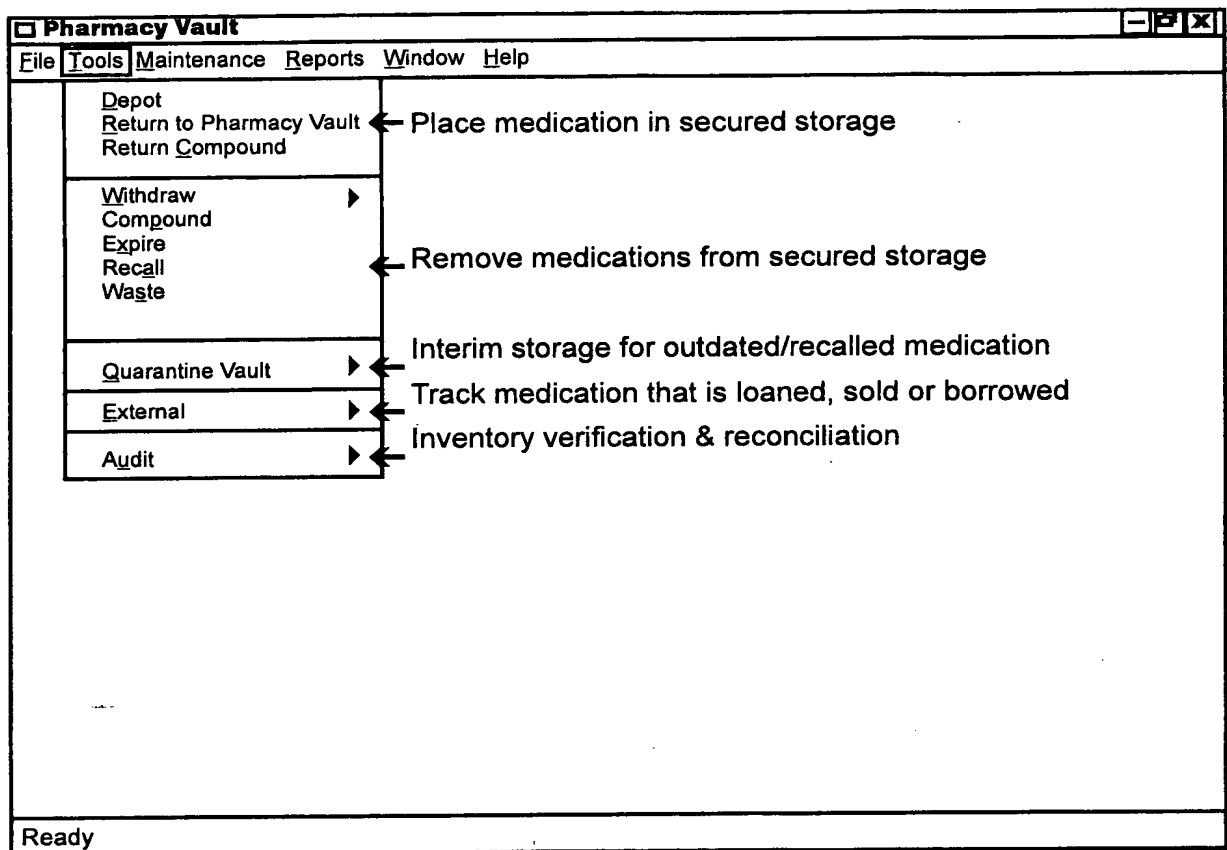 Pharmacy Vault
File Tools Maintenance Reports Window Help
Depot
Return to Pharmacy Vault
Place medication in secured storage
Return Compound
Withdraw
Compound
Expire
Recall
Remove medications from secured storage
Waste
Quarantine Vault
Interim storage for outdated/recalled medication
External
Track medication that is loaned, sold or borrowed
Audit
Inventory verification & reconciliation
Ready